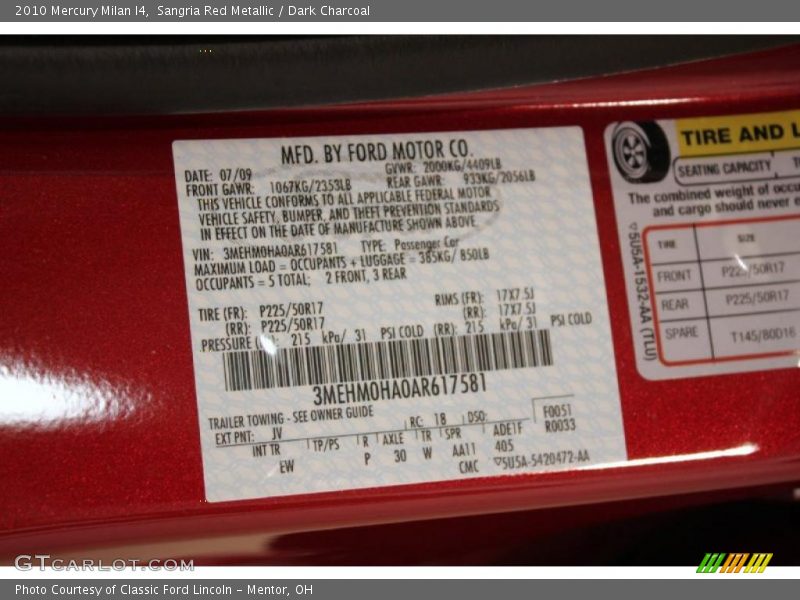 2010 Mercury Milan I4, Sangria Red Metallic / Dark Charcoal
MFD. BY FORD MOTOR CO.
DATE: 07/09 GVWR: 2000KG/4409LB
FRONT GAWR: 1067KG/2353LB REAR GAWR: 933KG/2056LB
THIS VEHICLE CONFORMS TO ALL APPLICABLE FEDERAL MOTOR
VEHICLE SAFETY, BUMPER, AND THEFT PREVENTION STANDARDS
IN EFFECT ON THE DATE OF MANUFACTURE SHOWN ABOVE.
VIN: 3MEHM0HA0AR617581 TYPE: Passenger Car
MAXIMUM LOAD = OCCUPANTS + LUGGAGE = 385KG/ 850LB
OCCUPANTS = 5 TOTAL; 2 FRONT, 3 REAR
TIRE (FR): P225/50R17 RIMS (FR): 17X7.5J
(RR): P225/50R17 (RR): 17X7.5J
PRESSURE 215 kPa/ 31 PSI COLD (RR): 215 kPa/ 31 PSI COLD
3MEHM0HA0AR617581
TRAILER TOWING - SEE OWNER GUIDE
EXT PNT: JV RC: 18 DSO: F0051
R0033
INT TR TP/PS R AXLE TR SPR ADE1F
EW P 30 W AA11 405
CMC ▽5U5A-5420472-AA
TIRE AND L
SEATING CAPACITY
The combined weight of occu
and cargo should never e
TIRE SIZE
FRONT P225/50R17
REAR P225/50R17
SPARE T145/80D16
▽5U5A-1532-AA (TLU)
GTCARLOT.COM
Photo Courtesy of Classic Ford Lincoln - Mentor, OH